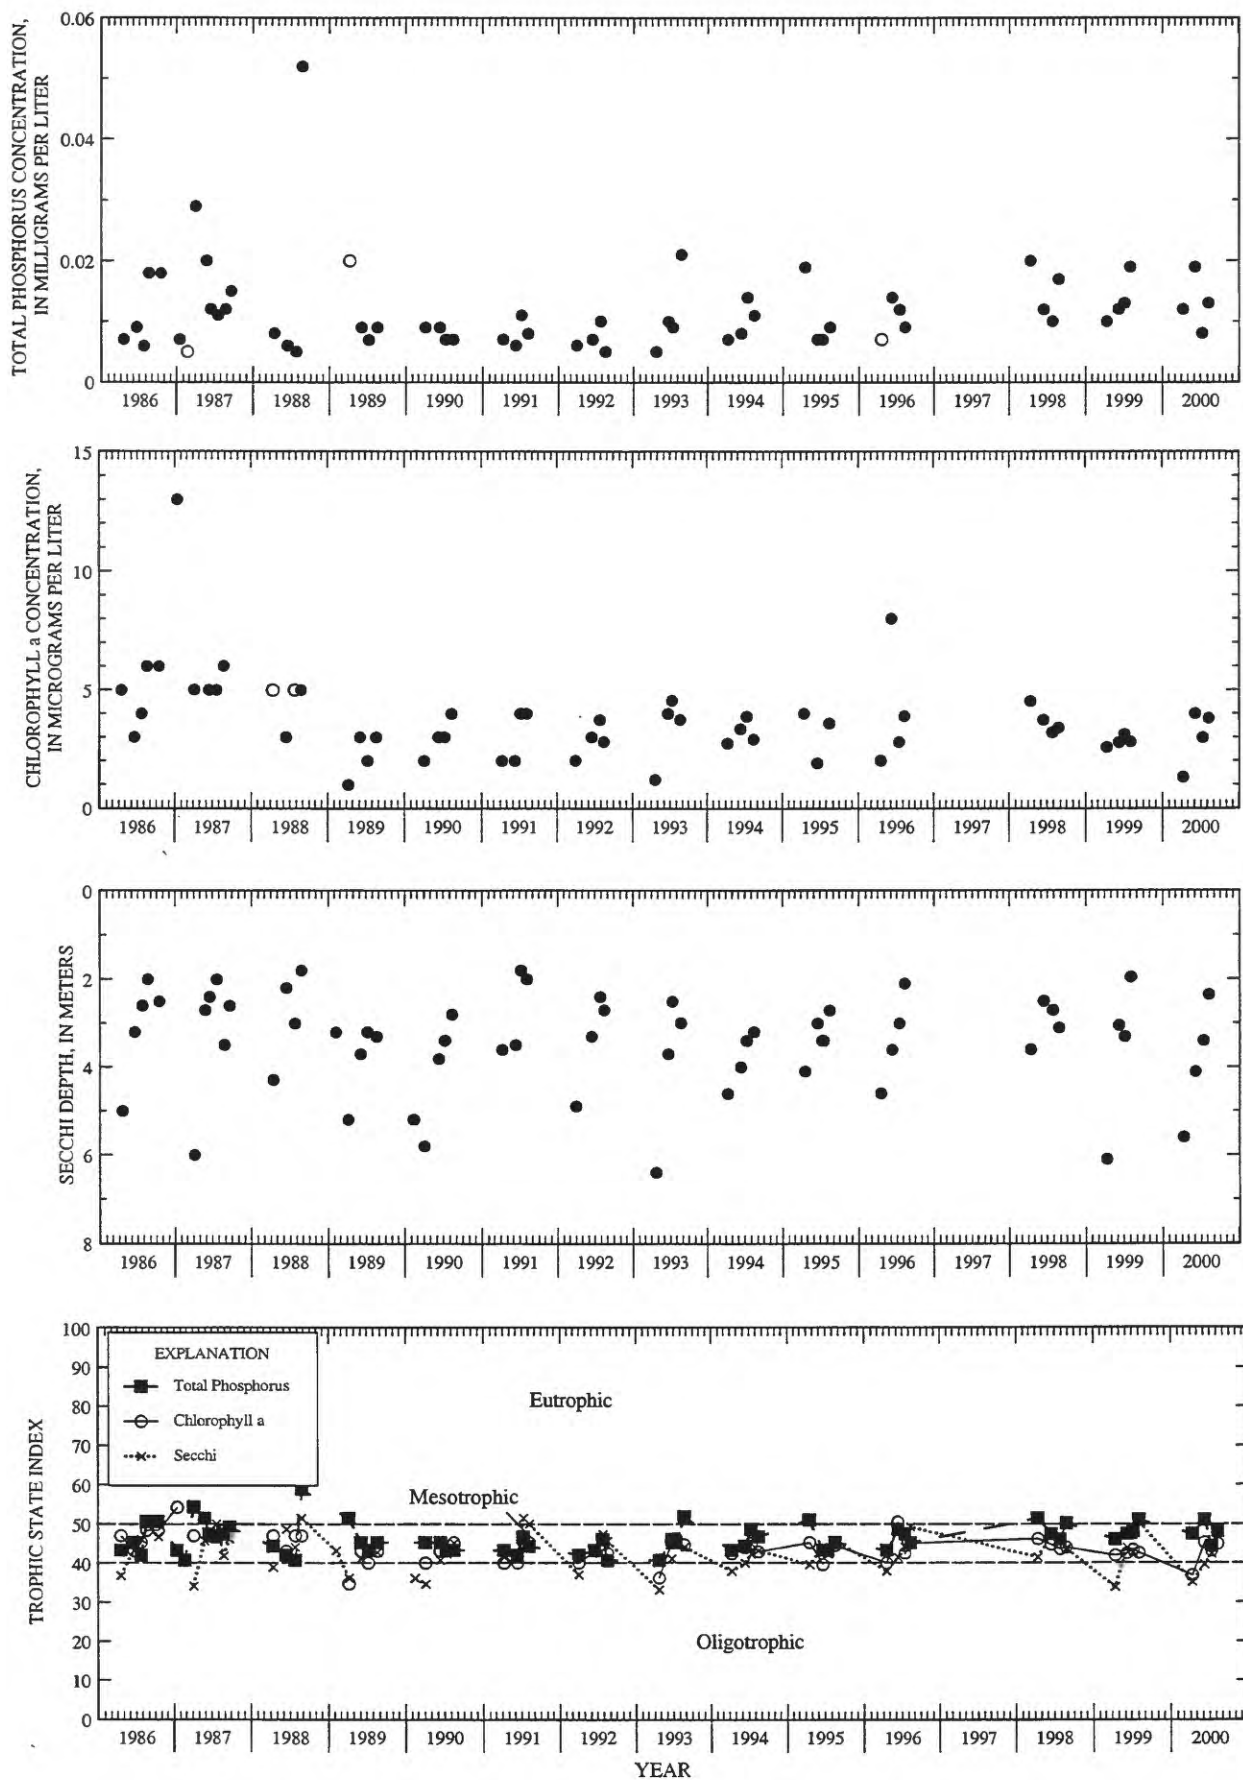 TOTAL PHOSPHORUS CONCENTRATION,
IN MILLIGRAMS PER LITER
0.06
0.04
0.02
0
1986 1987 1988 1989 1990 1991 1992 1993 1994 1995 1996 1997 1998 1999 2000
CHLOROPHYLL a CONCENTRATION,
IN MICROGRAMS PER LITER
15
10
5
0
1986 1987 1988 1989 1990 1991 1992 1993 1994 1995 1996 1997 1998 1999 2000
SECCHI DEPTH, IN METERS
0
2
4
6
8
1986 1987 1988 1989 1990 1991 1992 1993 1994 1995 1996 1997 1998 1999 2000
TROPHIC STATE INDEX
100
90
80
70
60
50
40
30
20
10
0
EXPLANATION
Total Phosphorus
Chlorophyll a
Secchi
Eutrophic
Mesotrophic
Oligotrophic
1986 1987 1988 1989 1990 1991 1992 1993 1994 1995 1996 1997 1998 1999 2000
YEAR